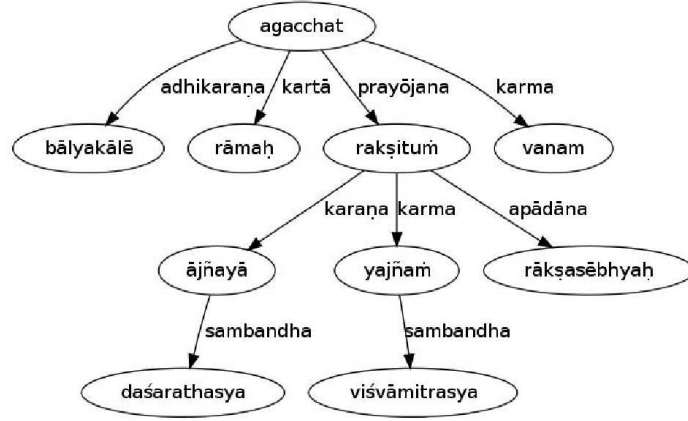 agacchat
adhikaraṇa kartā prayōjana karma
bālyakālē rāmaḥ rakṣituṁ vanam
karaṇa karma apādāna
ājñayā yajñaṁ rākṣasēbhyaḥ
sambandha sambandha
daśarathasya viśvāmitrasya